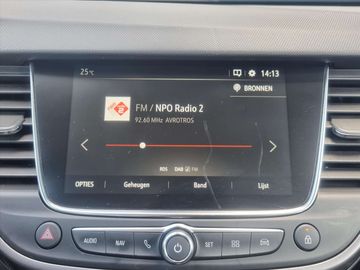 25°C 14:13
BRONNEN
FM / NPO Radio 2
92.60 MHz AVROTROS
RDS DAB FM
OPTIES Geheugen Band Lijst
AUDIO NAV SET